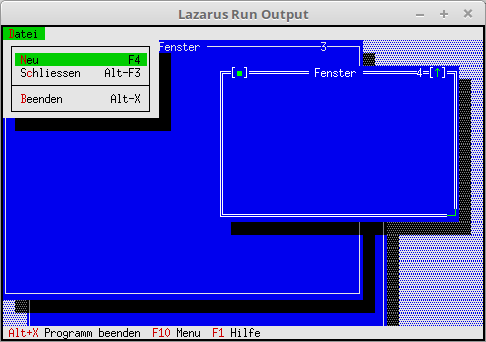 Lazarus Run Output
Datei
Fenster 3
Neu F4
Schliessen Alt-F3
Beenden Alt-X
[■] Fenster 4=[↑]
Alt+X Programm beenden F10 Menu F1 Hilfe